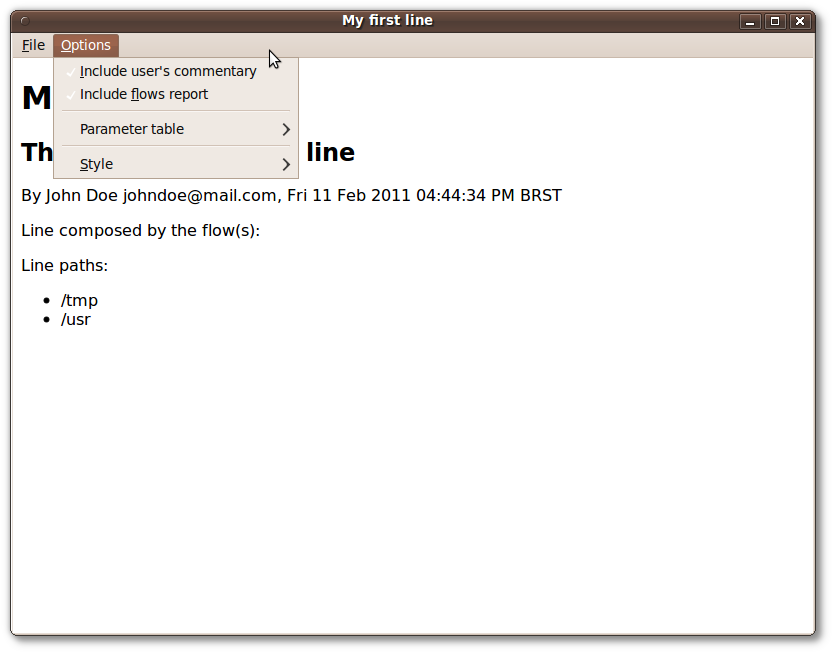 My first line
File Options
Include user's commentary
Include flows report
Parameter table
Style
M
Th line
By John Doe johndoe@mail.com, Fri 11 Feb 2011 04:44:34 PM BRST
Line composed by the flow(s):
Line paths:
• /tmp
• /usr